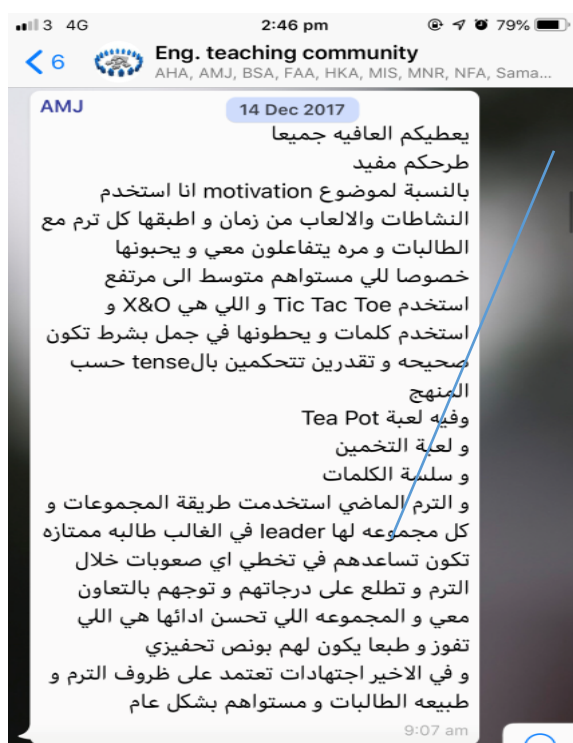 3 4G 2:46 pm 79%
6 Eng. teaching community
AHA, AMJ, BSA, FAA, HKA, MIS, MNR, NFA, Sama...
AMJ
14 Dec 2017
يعطيكم العافيه جميعا
طرحكم مفيد
بالنسبة لموضوع motivation انا استخدم
النشاطات والالعاب من زمان و اطبقها كل ترم مع
الطالبات و مره يتفاعلون معي و يحبونها
خصوصا للي مستواهم متوسط الى مرتفع
استخدم Tic Tac Toe و اللي هي X&O و
استخدم كلمات و يحطونها في جمل بشرط تكون
صحيحه و تقدرين تتحكمين بالtense حسب
المنهج
وفيه لعبة Tea Pot
و لعبة التخمين
و سلسة الكلمات
و الترم الماضي استخدمت طريقة المجموعات و
كل مجموعه لها leader في الغالب طالبه ممتازه
تكون تساعدهم في تخطي اي صعوبات خلال
الترم و تطلع على درجاتهم و توجهم بالتعاون
معي و المجموعه اللي تحسن ادائها هي اللي
تفوز و طبعا يكون لهم بونص تحفيزي
و في الاخير اجتهادات تعتمد على ظروف الترم و
طبيعه الطالبات و مستواهم بشكل عام
9:07 am